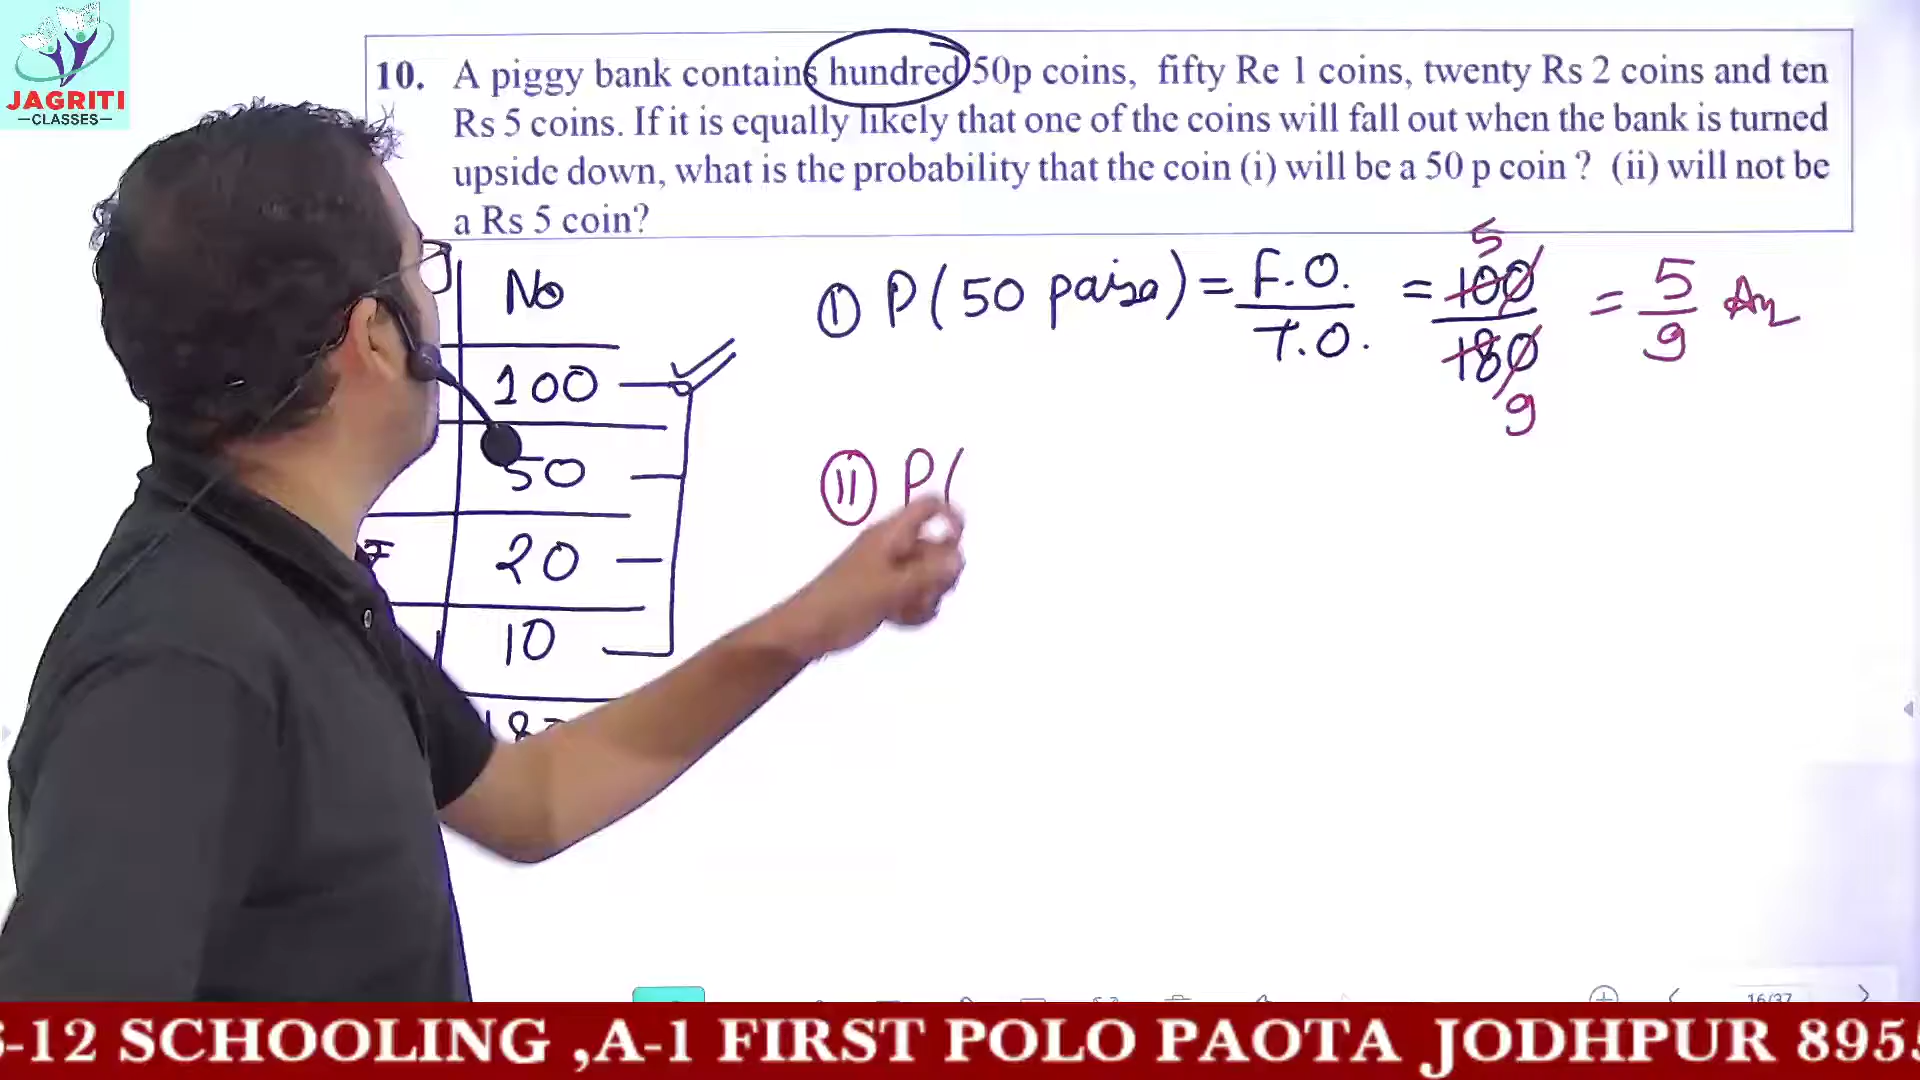 JAGRITI
CLASSES
10. A piggy bank contains hundred 50p coins, fifty Re 1 coins, twenty Rs 2 coins and ten
Rs 5 coins. If it is equally likely that one of the coins will fall out when the bank is turned
upside down, what is the probability that the coin (i) will be a 50 p coin ? (ii) will not be
a Rs 5 coin?
No
100
50
20
10
(i) P(50 paisa) = F.O./T.O. = 100/180 = 5/9 An
5
9
(ii) P(
16/37
-12 SCHOOLING ,A-1 FIRST POLO PAOTA JODHPUR 895